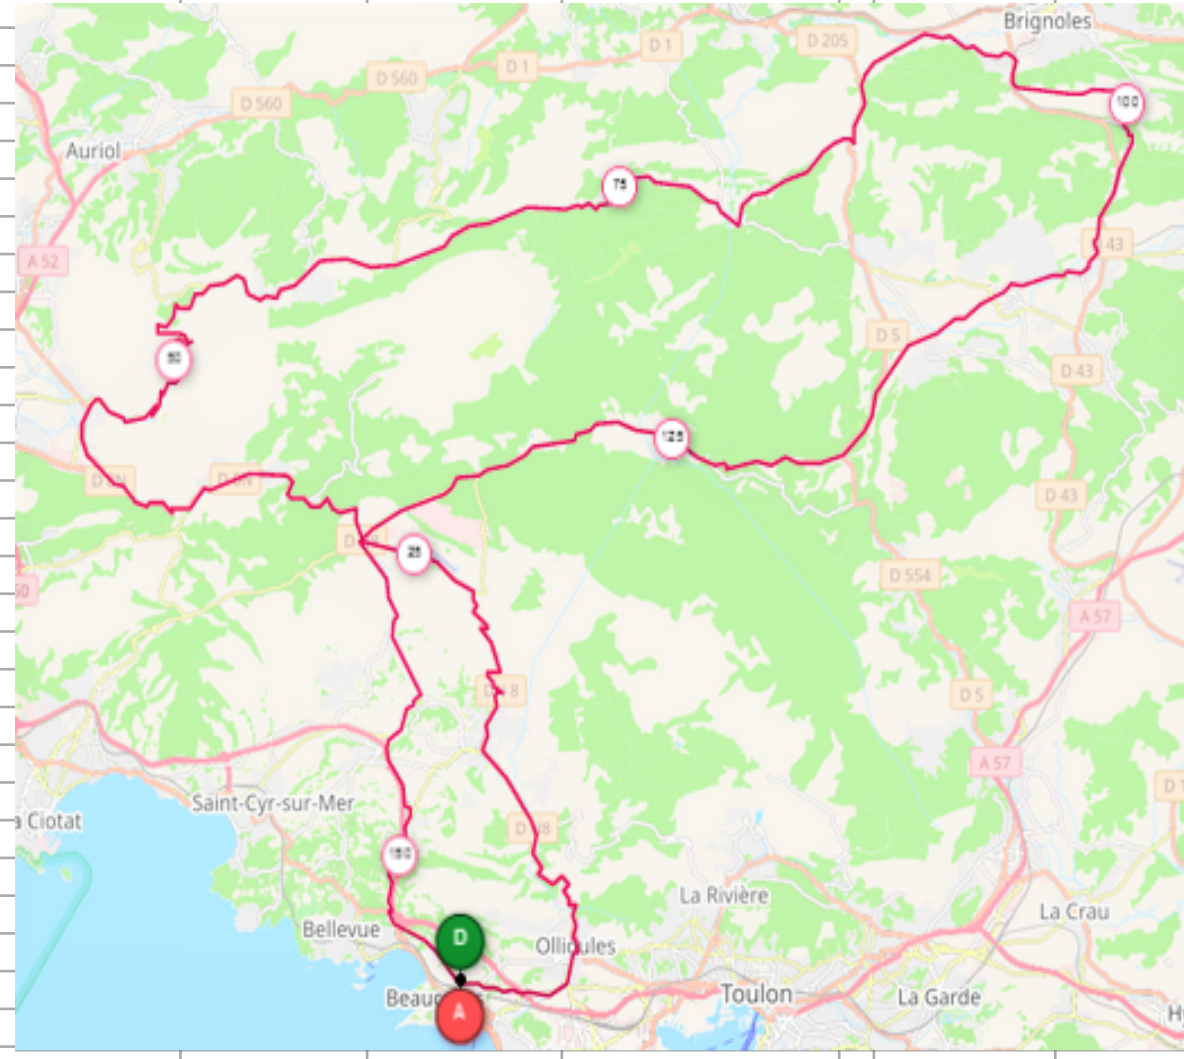 Brignoles
D 1
D 205
D 560
D 1
D 560
100
Auriol
75
A 52
43
D 5
50
D 43
125
D 43
25
D 554
A 57
D 5
A 57
Saint-Cyr-sur-Mer
a Ciotat
150
La Rivière
La Crau
Bellevue
D
Ollioules
Toulon
La Garde
A